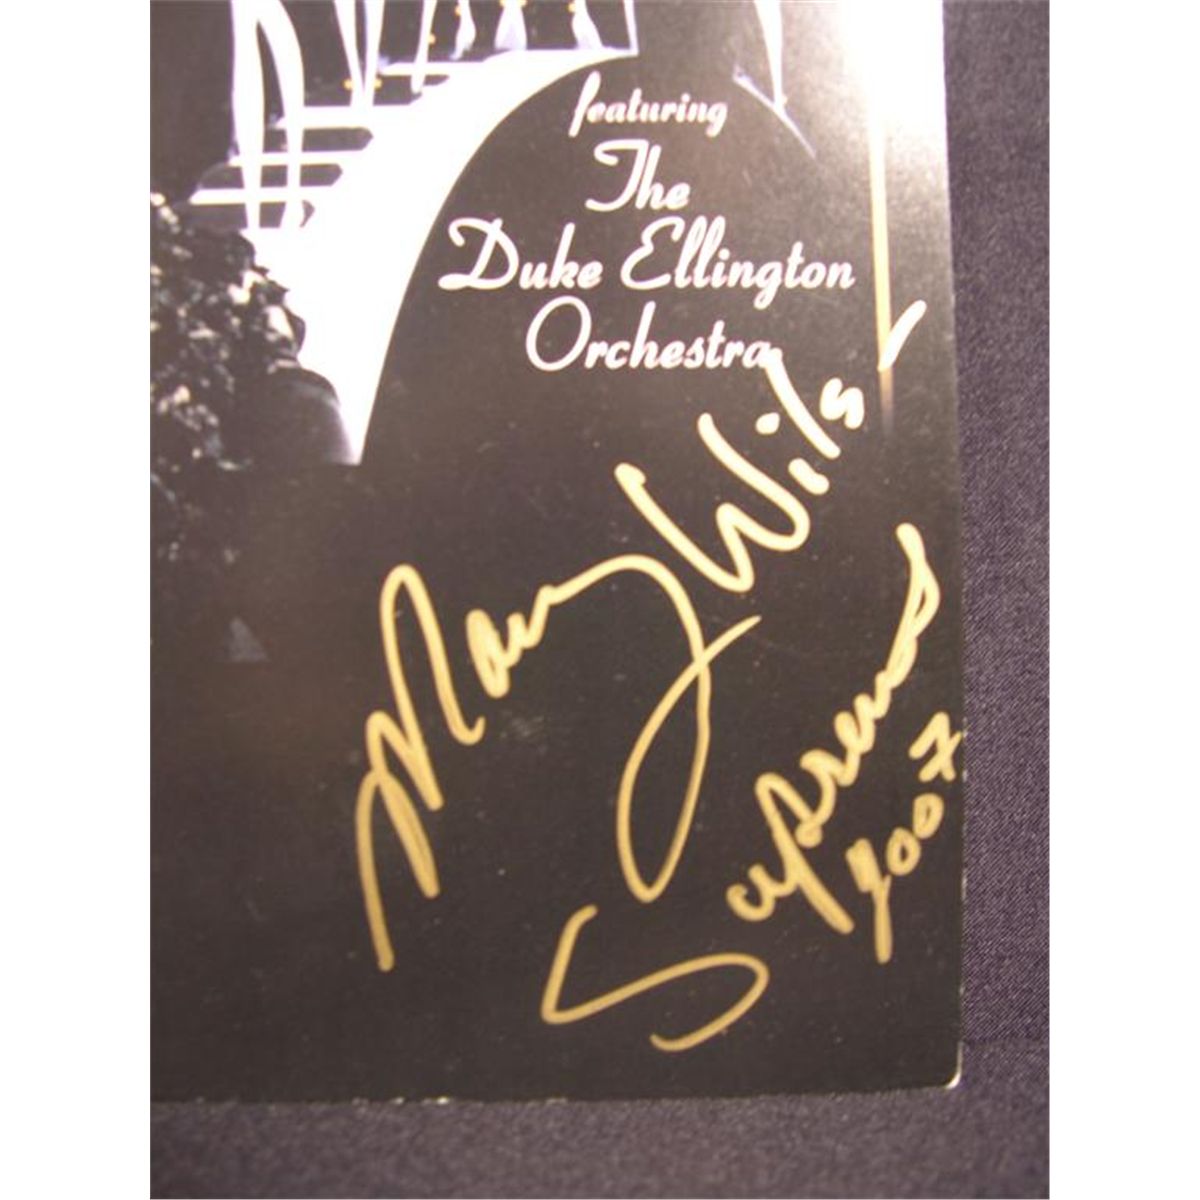 featuring
The
Duke Ellington
Orchestra
Mary Wilson
Supremes
2007